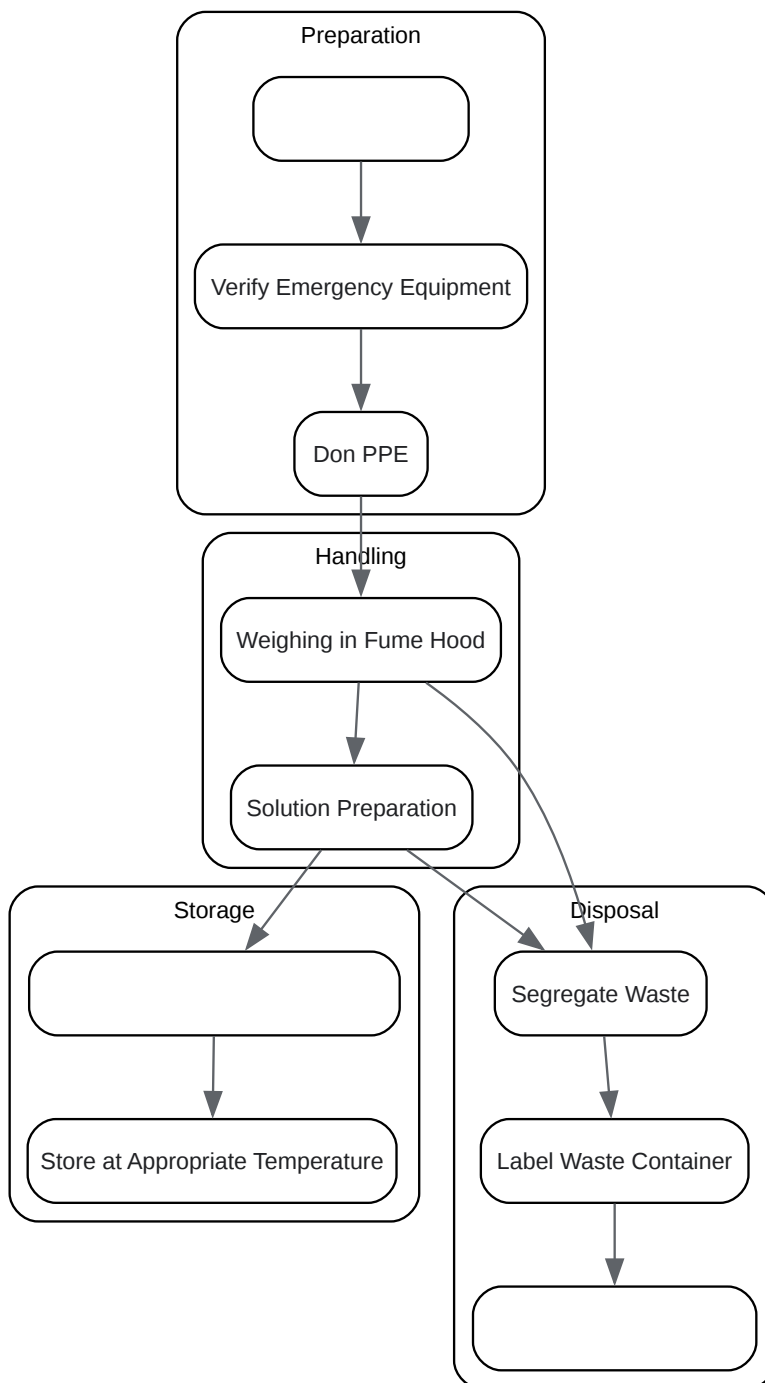 Preparation
Verify Emergency Equipment
Don PPE
Handling
Weighing in Fume Hood
Solution Preparation
Storage
Store at Appropriate Temperature
Disposal
Segregate Waste
Label Waste Container